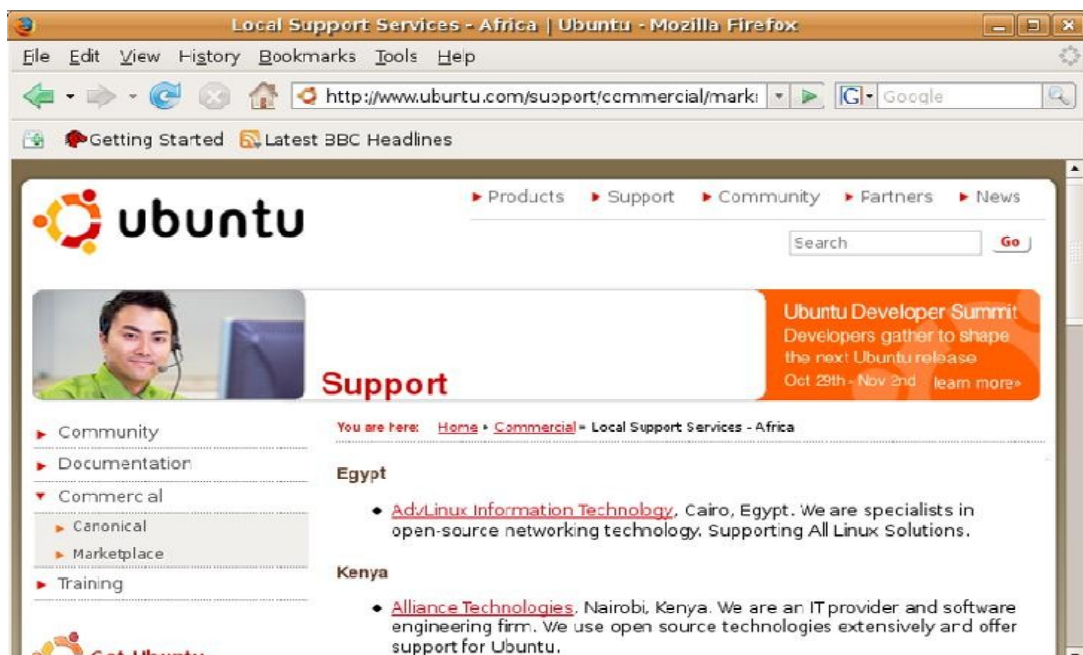 Local Support Services - Africa | Ubuntu - Mozilla Firefox
File Edit View History Bookmarks Tools Help
http://www.ubuntu.com/support/commercial/mark Google
Getting Started Latest BBC Headlines
ubuntu
Products Support Community Partners News
Search Go
Ubuntu Developer Summit
Developers gather to shape
the next Ubuntu release
Oct 29th - Nov 2nd learn more»
Support
You are here: Home • Commercial • Local Support Services - Africa
Community
Documentation
Commercial
Canonical
Marketplace
Training
Get Ubuntu
Egypt
AdvLinux Information Technology, Cairo, Egypt. We are specialists in
open-source networking technology. Supporting All Linux Solutions.
Kenya
Alliance Technologies, Nairobi, Kenya. We are an IT provider and software
engineering firm. We use open source technologies extensively and offer
support for Ubuntu.